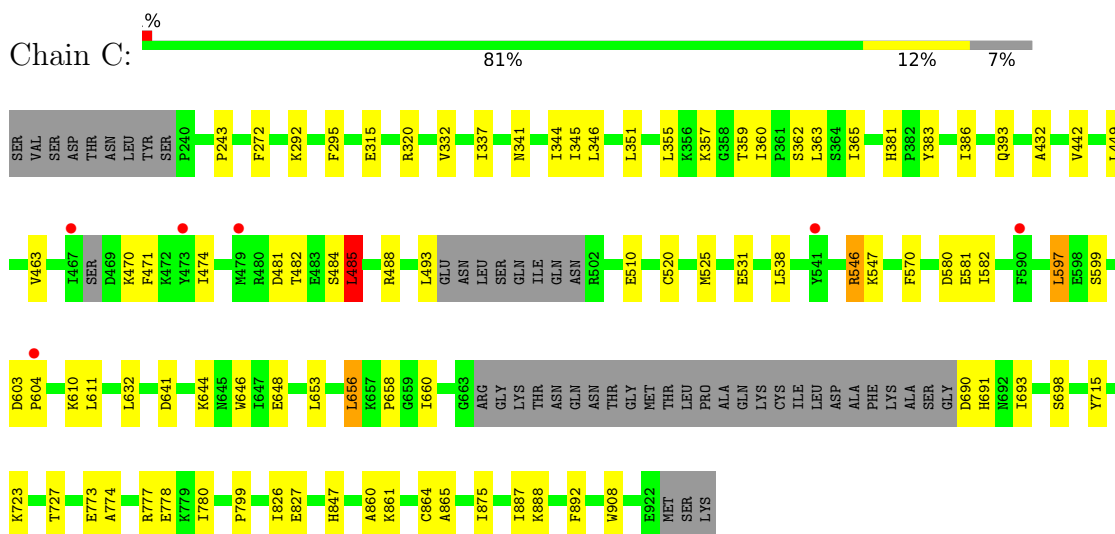 .%
Chain C:
81% 12% 7%
SER VAL SER ASP THR ASN LEU TYR SER P240 P243 F272 K292 F295 E315 R320 V332 I337 N341 I344 I345 L346 L351 L355 K356 K357 G358 T359 I360 P361 S362 L363 S364 I365 H381 P382 Y383 I386 Q393 A432 V442
V463 I467 SER D469 K470 F471 K472 Y473 I474 M479 R480 D481 T482 E483 S484 L485 R488 L493 GLU ASN LEU SER GLN ILE GLN ASN R502 E510 C520 M525 E531 L538 Y541 R546 K547 F570 D580 E581 I582 F590 L597 E598 S599
D603 P604 K610 L611 L632 D641 K644 N645 W646 I647 E648 L653 L656 K657 P658 G659 I660 G663 ARG GLY LYS THR ASN GLN ASN THR GLY MET THR LEU PRO ALA GLN LYS CYS ILE LEU ASP ALA PHE LYS ALA SER GLY D690 H691 N692 I693 S698 Y715
K723 T727 E773 A774 R777 E778 K779 I780 P799 I826 E827 H847 A860 K861 C864 A865 I875 I887 K888 F892 W908 E922 MET SER LYS